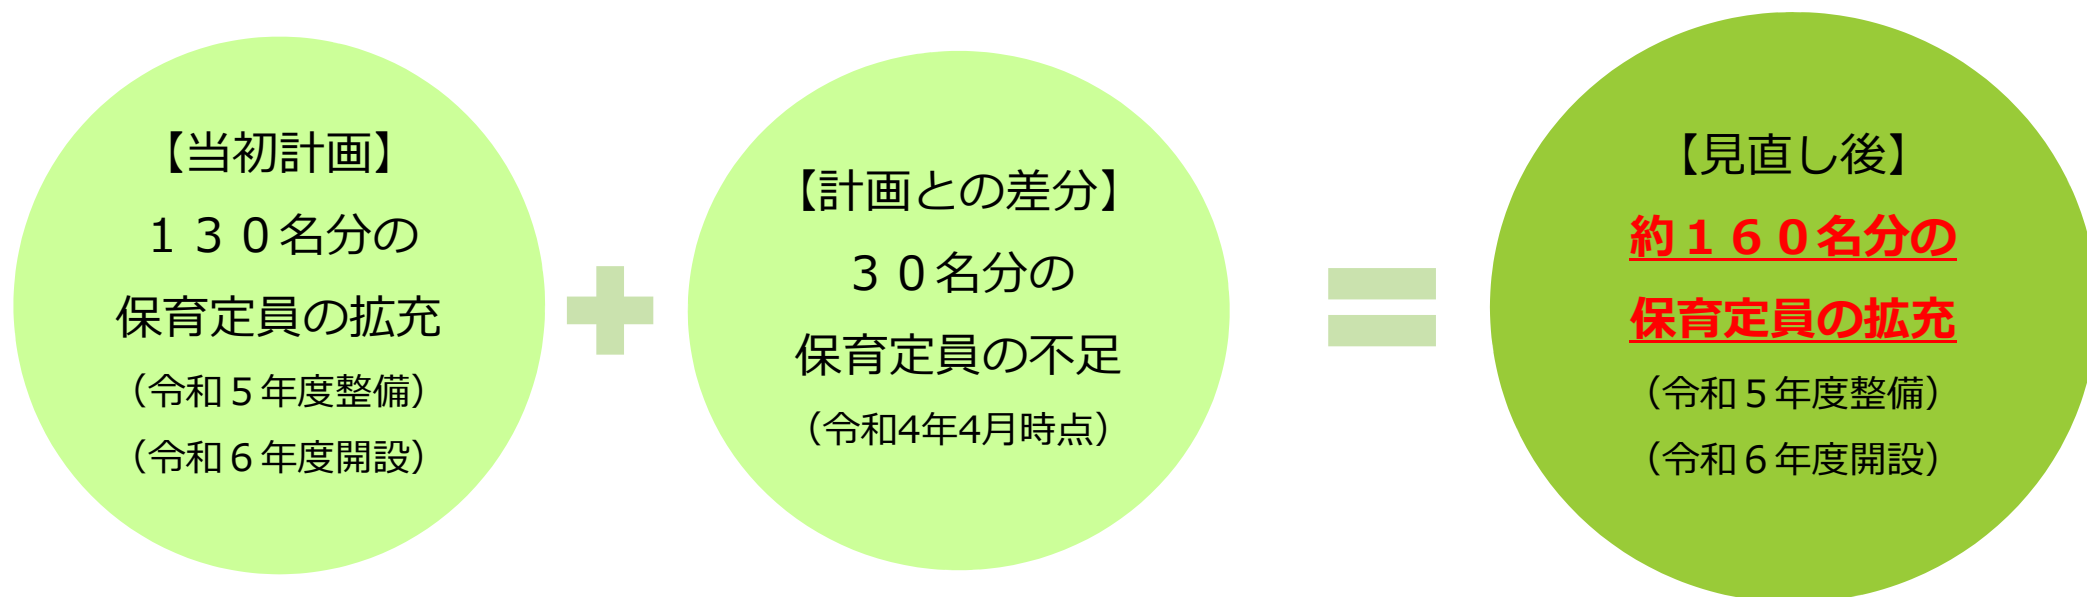 【当初計画】
１３０名分の
保育定員の拡充
（令和５年度整備）
（令和６年度開設）
【計画との差分】
３０名分の
保育定員の不足
（令和4年4月時点）
【見直し後】
約１６０名分の
保育定員の拡充
（令和５年度整備）
（令和６年度開設）